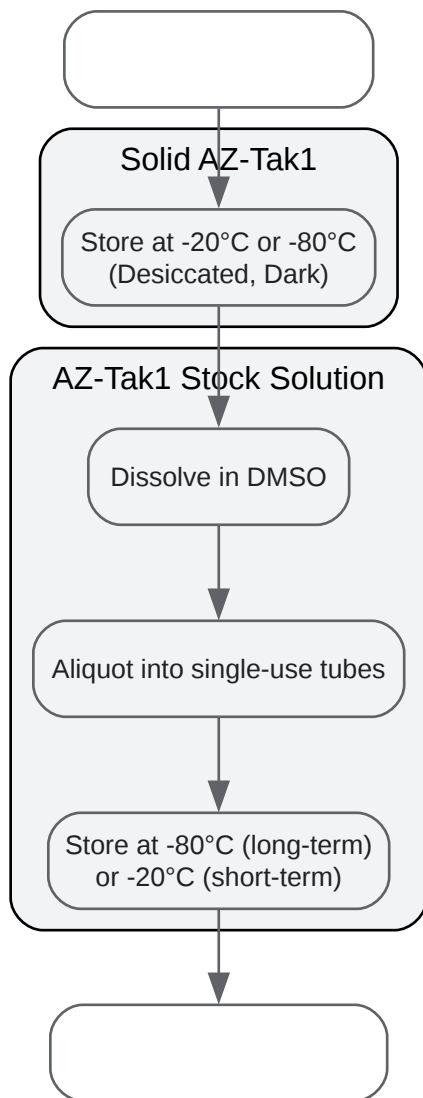 Solid AZ-Tak1
Store at -20°C or -80°C
(Desiccated, Dark)
AZ-Tak1 Stock Solution
Dissolve in DMSO
Aliquot into single-use tubes
Store at -80°C (long-term)
or -20°C (short-term)